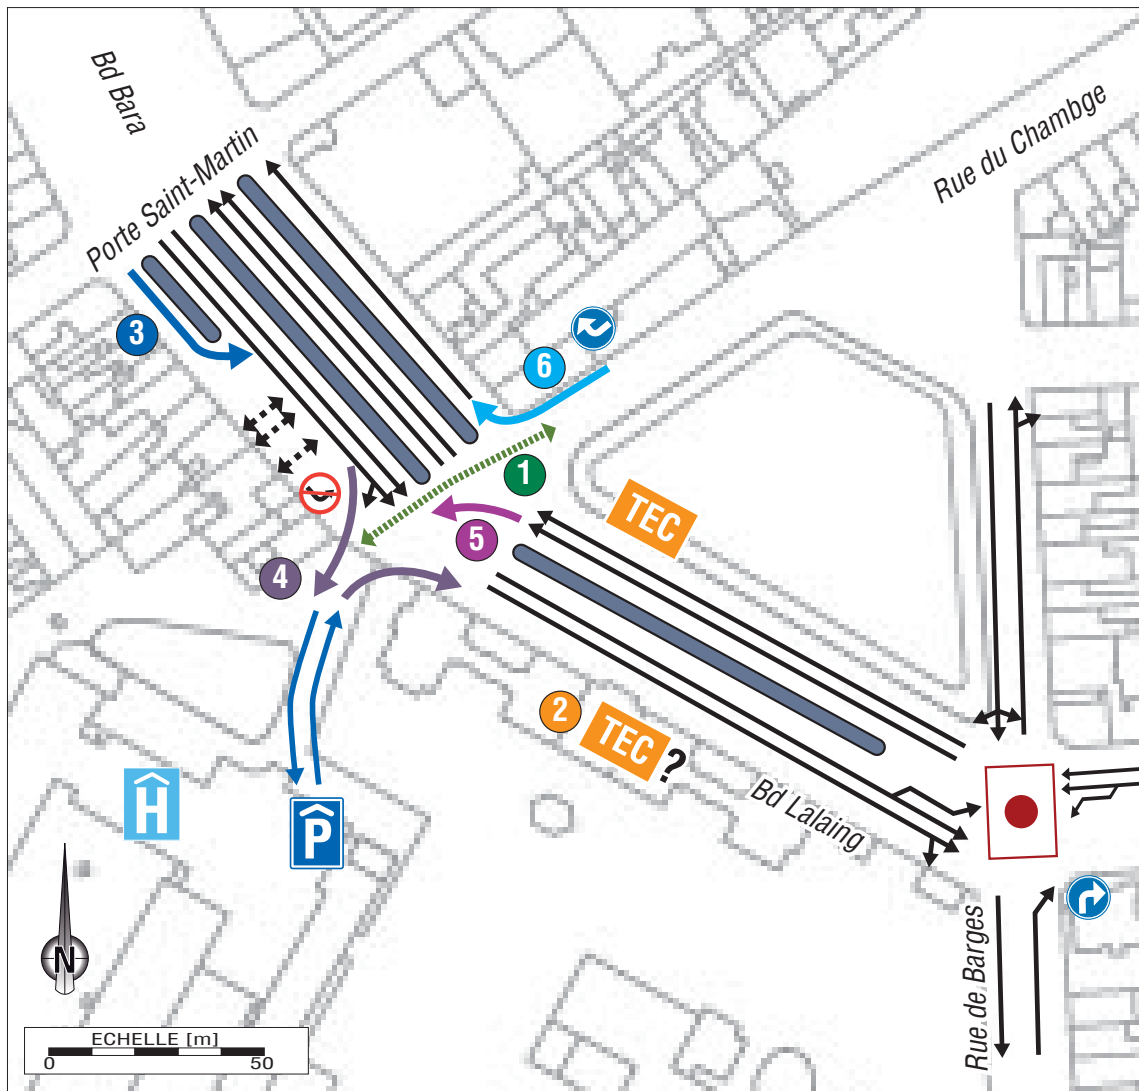 Bd Bara
Porte Saint-Martin
Rue du Chambge
3
6
1
TEC
5
4
2
TEC ?
Bd Lalaing
H
P
N
Rue de Barges
ECHELLE [m]
0
50